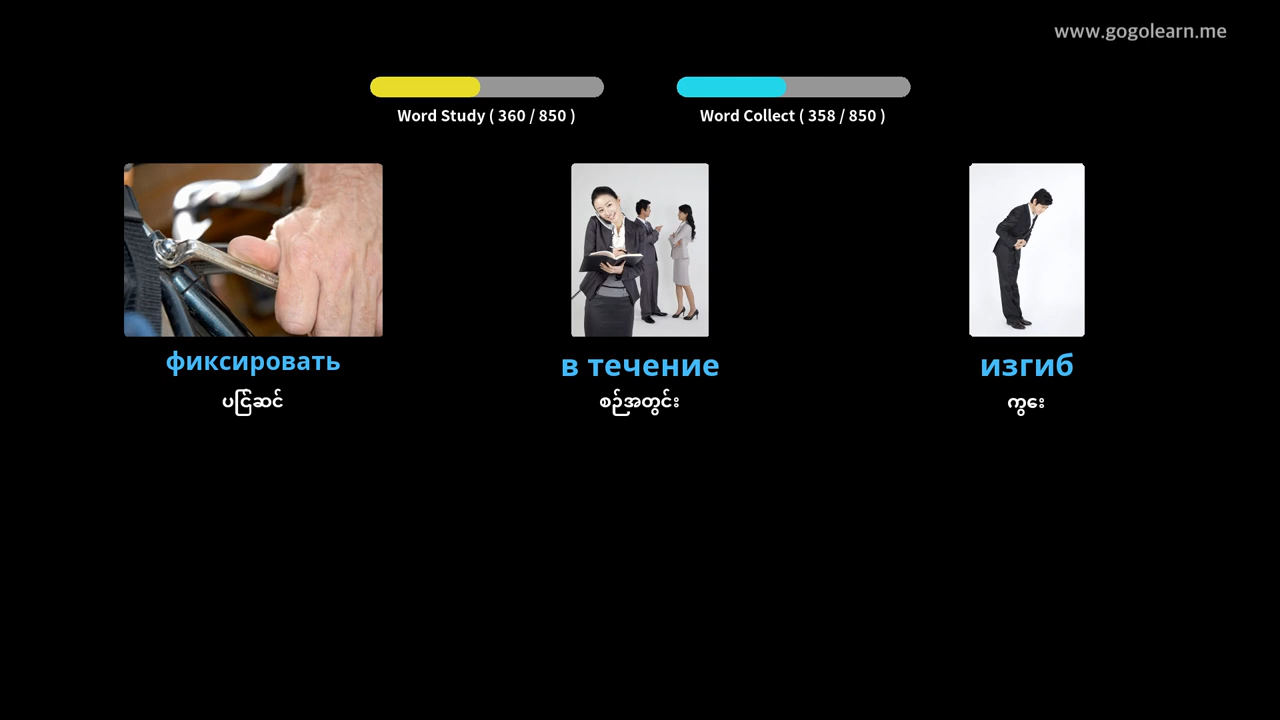 www.gogolearn.me
Word Study ( 360 / 850 )
Word Collect ( 358 / 850 )
фиксировать
в течение
изгиб
ပြင်ဆင်
စဉ်အတွင်း
ကွေး